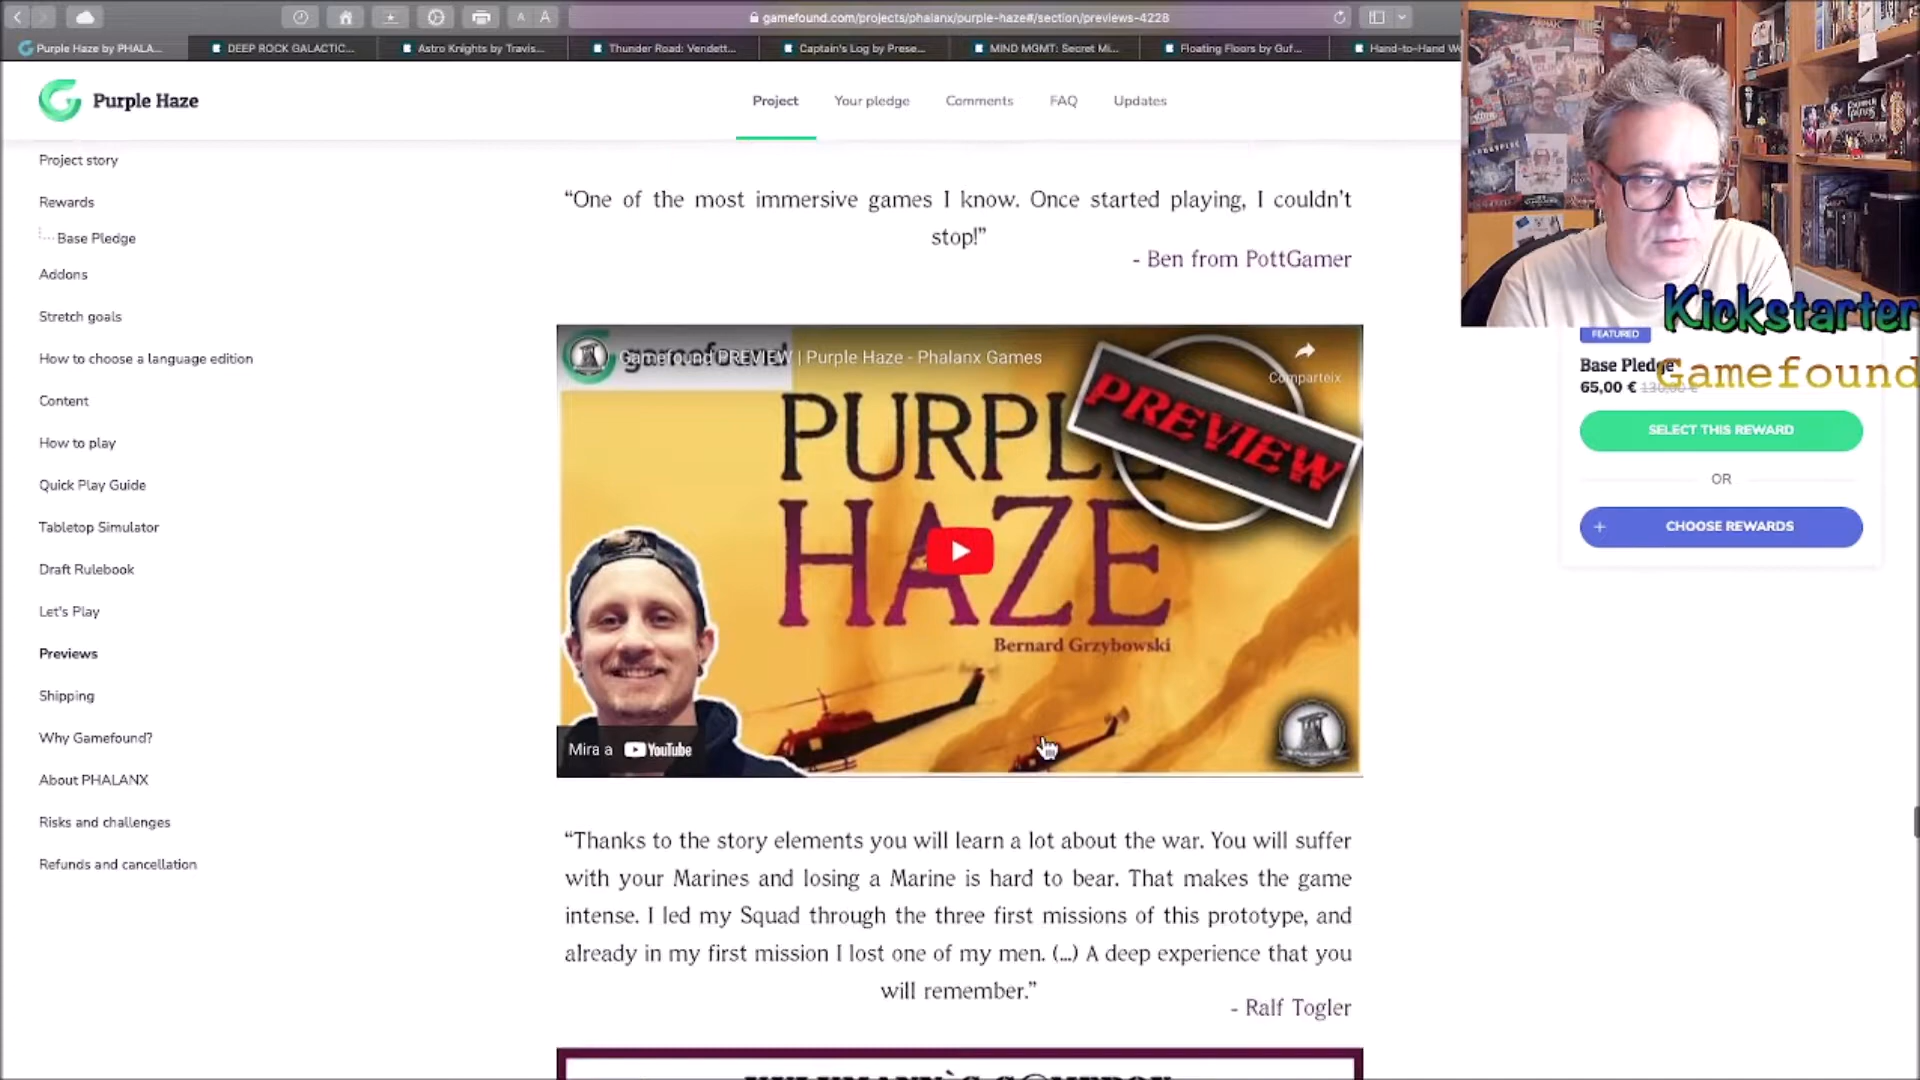 gamefound.com/projects/phalanx/purple-haze#/section/previews-4228
A A
Purple Haze by PHALA...
DEEP ROCK GALACTIC...
Astro Knights by Travis...
Thunder Road: Vendett...
Captain's Log by Prese...
MIND MGMT: Secret Mi...
Floating Floors by Guf...
Hand-to-Hand Wo
Purple Haze
Project
Your pledge
Comments
FAQ
Updates
Project story
Rewards
Base Pledge
Addons
Stretch goals
How to choose a language edition
Content
How to play
Quick Play Guide
Tabletop Simulator
Draft Rulebook
Let's Play
Previews
Shipping
Why Gamefound?
About PHALANX
Risks and challenges
Refunds and cancellation
“One of the most immersive games I know. Once started playing, I couldn't
stop!”
- Ben from PottGamer
gamefound
Gamefound PREVIEW | Purple Haze - Phalanx Games
Comparteix
PREVIEW
PURPLE
HAZE
Bernard Grzybowski
Mira a YouTube
“Thanks to the story elements you will learn a lot about the war. You will suffer
with your Marines and losing a Marine is hard to bear. That makes the game
intense. I led my Squad through the three first missions of this prototype, and
already in my first mission I lost one of my men. (...) A deep experience that you
will remember.”
- Ralf Togler
Kickstarter
Gamefound
FEATURED
Base Pledge
65,00 € 130,00 €
SELECT THIS REWARD
OR
+ CHOOSE REWARDS